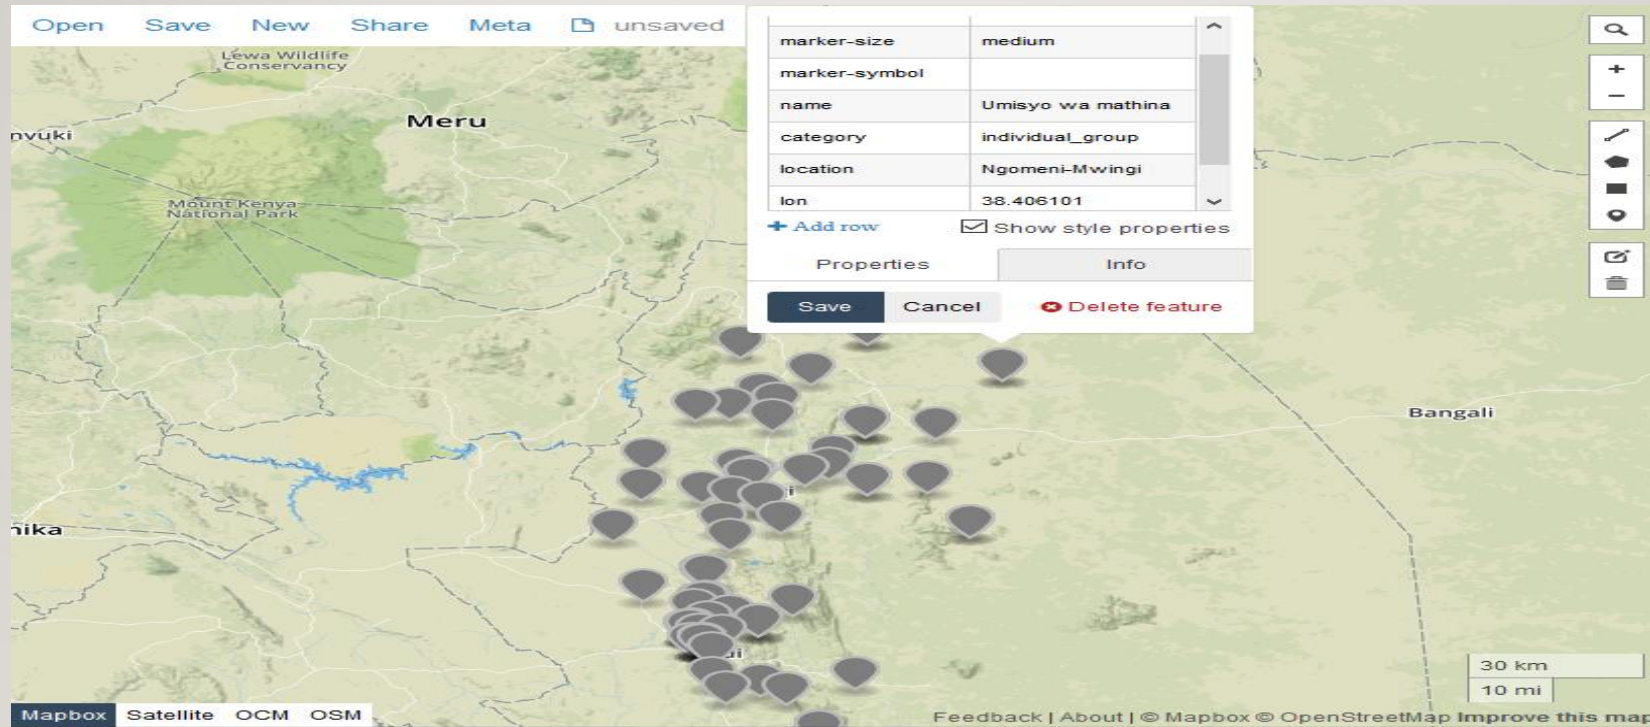 Open Save New Share Meta unsaved
marker-size medium
marker-symbol
name Umisyo wa mathina
category individual_group
location Ngomeni-Mwingi
lon 38.406101
+ Add row Show style properties
Properties Info
Save Cancel Delete feature
Lewa Wildlife
Conservancy
Meru
nyuki
Mount Kenya
National Park
Bangali
i
nika
ui
30 km
10 mi
Mapbox Satellite OCM OSM
Feedback | About | © Mapbox © OpenStreetMap Improve this map